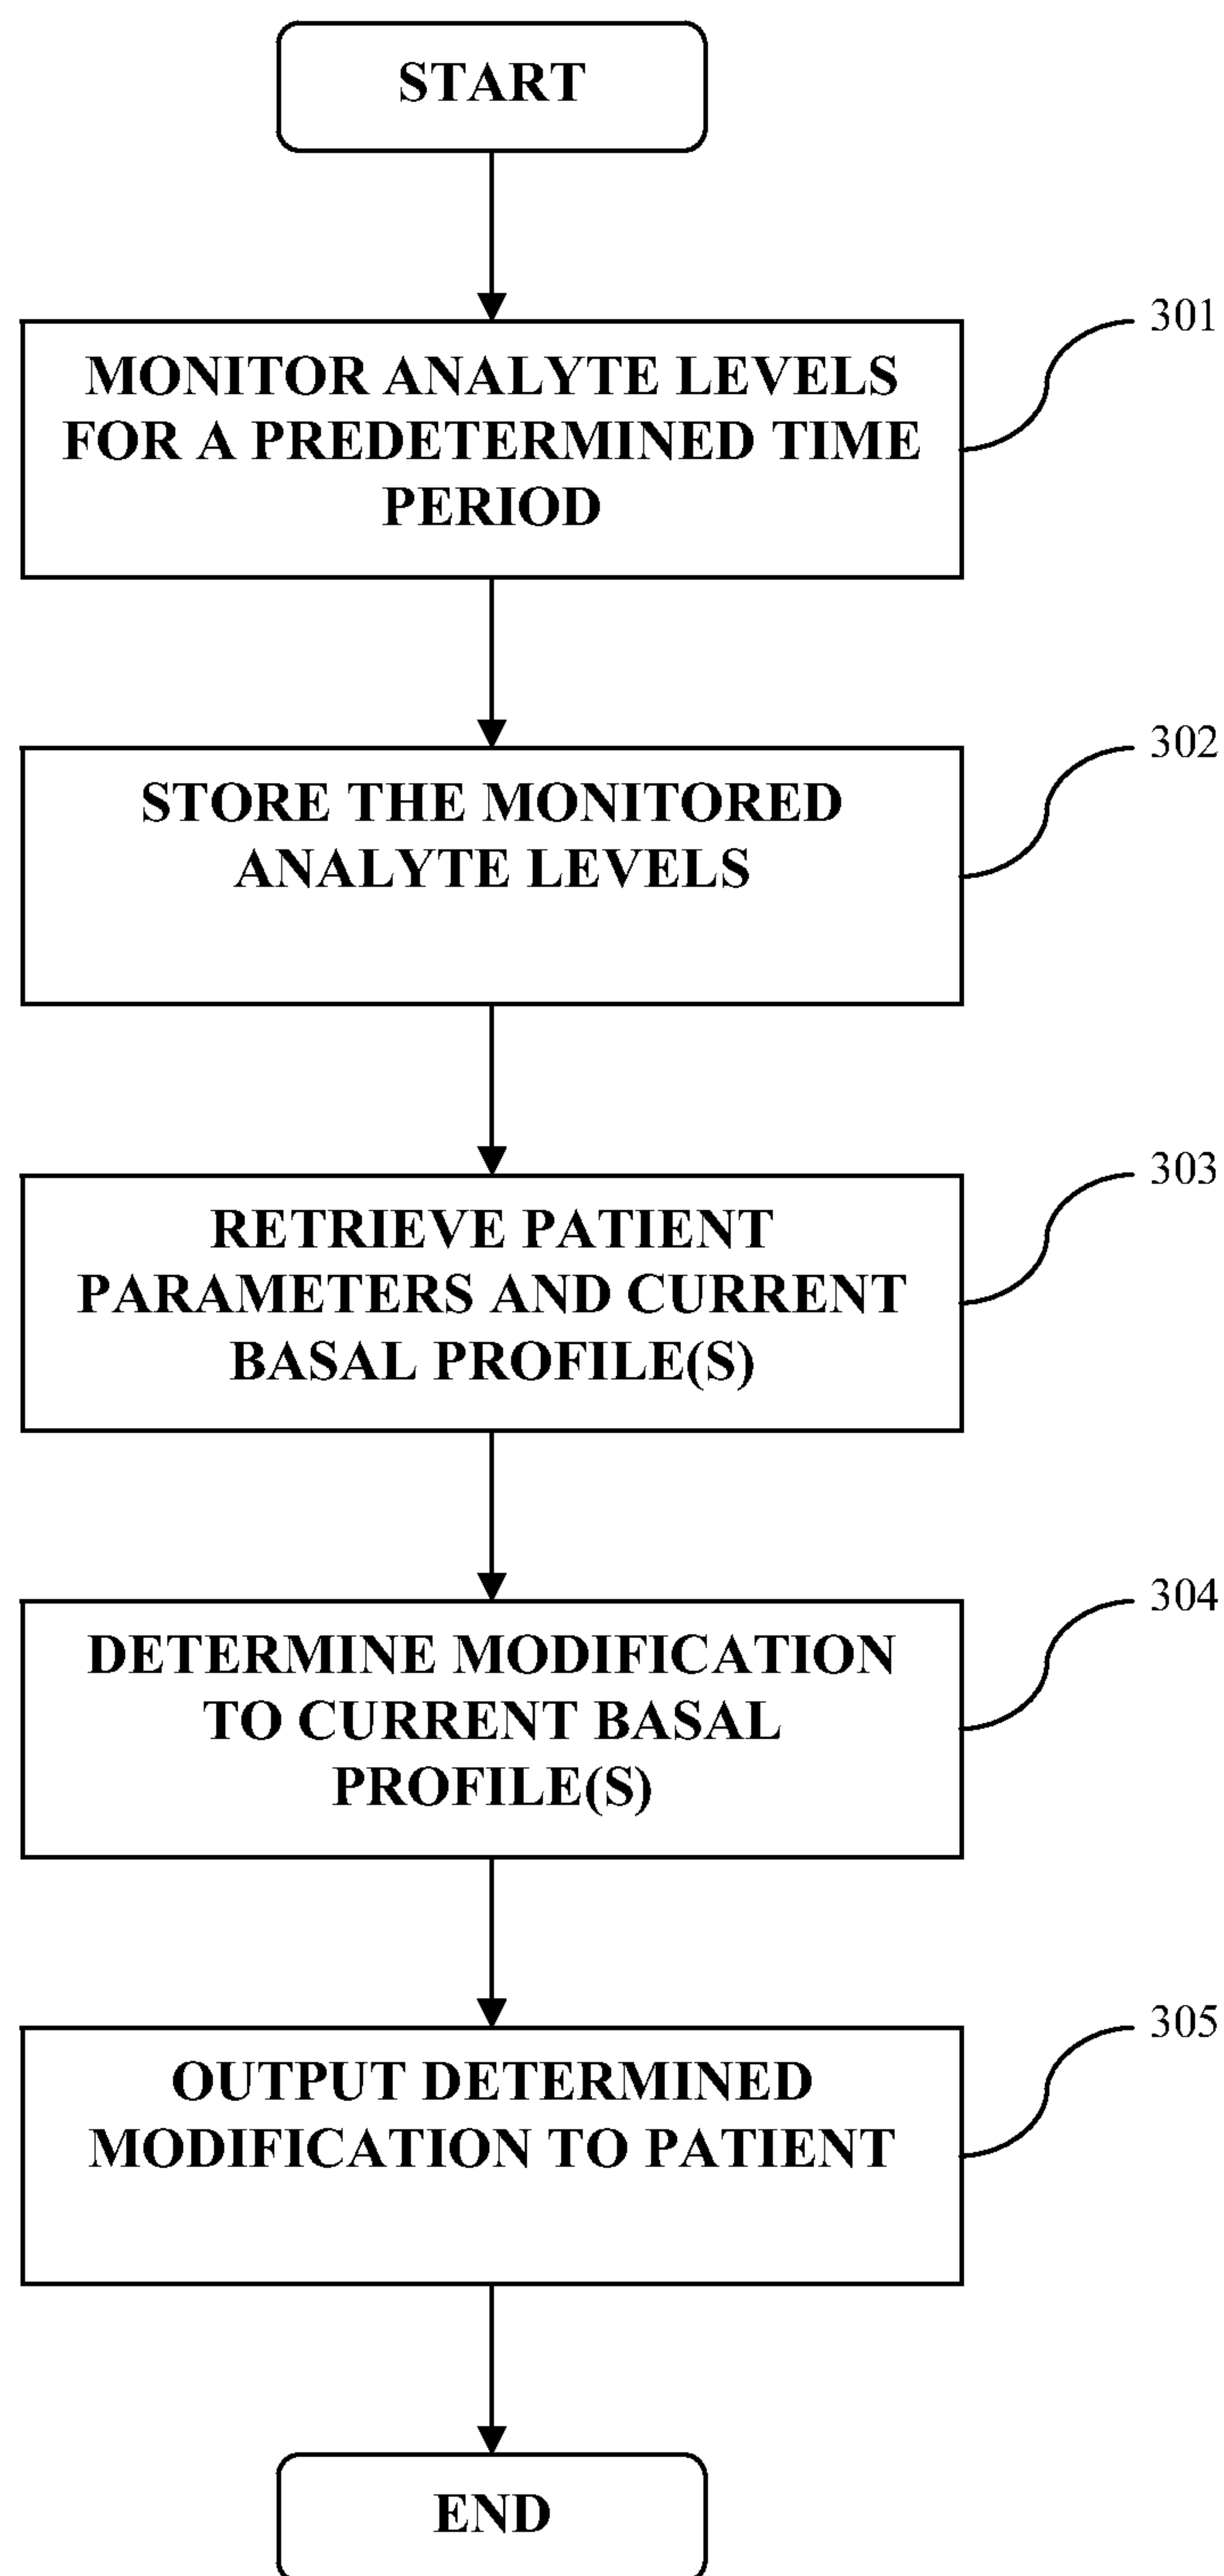 START
301
MONITOR ANALYTE LEVELS
FOR A PREDETERMINED TIME
PERIOD
302
STORE THE MONITORED
ANALYTE LEVELS
303
RETRIEVE PATIENT
PARAMETERS AND CURRENT
BASAL PROFILE(S)
304
DETERMINE MODIFICATION
TO CURRENT BASAL
PROFILE(S)
305
OUTPUT DETERMINED
MODIFICATION TO PATIENT
END